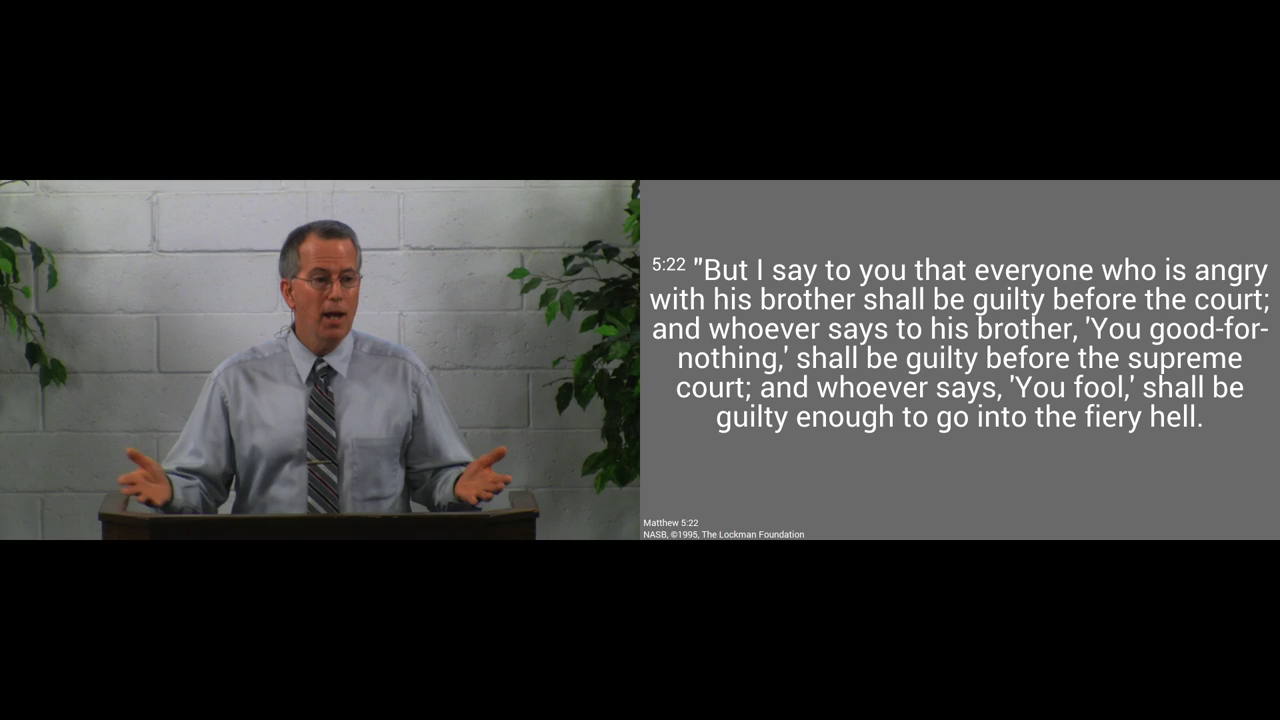 5:22 "But I say to you that everyone who is angry
with his brother shall be guilty before the court;
and whoever says to his brother, 'You good-for-
nothing,' shall be guilty before the supreme
court; and whoever says, 'You fool,' shall be
guilty enough to go into the fiery hell.
Matthew 5:22
NASB, ©1995, The Lockman Foundation